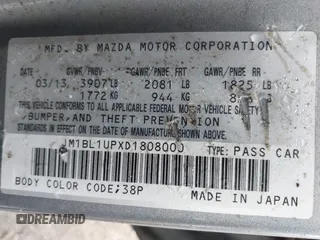 MFD. BY MAZDA MOTOR CORPORATION
GVWR/PNBV GAWR/PNBE FRT GAWR/PNBE RR
03/13 3907LB 2081 LB 1825 LB
1772 KG 944 KG
THIS VEHICLE CONFORMS TO ALL APPLICABLE FEDERAL MOTOR VEHICLE SAFETY,
BUMPER, AND THEFT PREVENTION
STANDARDS IN EFFECT ON THE DATE OF MANUFACTURE SHOWN ABOVE.
M1BL1UPXD180800 TYPE: PASS CAR
BODY COLOR CODE;38P
MADE IN JAPAN
DREAMBID